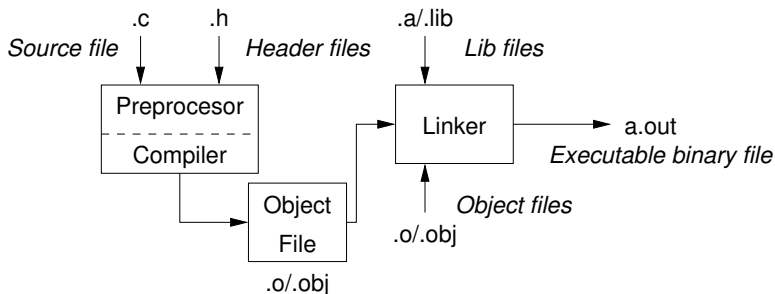 .c .h .a/.lib
Source file Header files Lib files
Preprocesor
Compiler
Linker
a.out
Executable binary file
Object
File
.o/.obj
Object files
.o/.obj